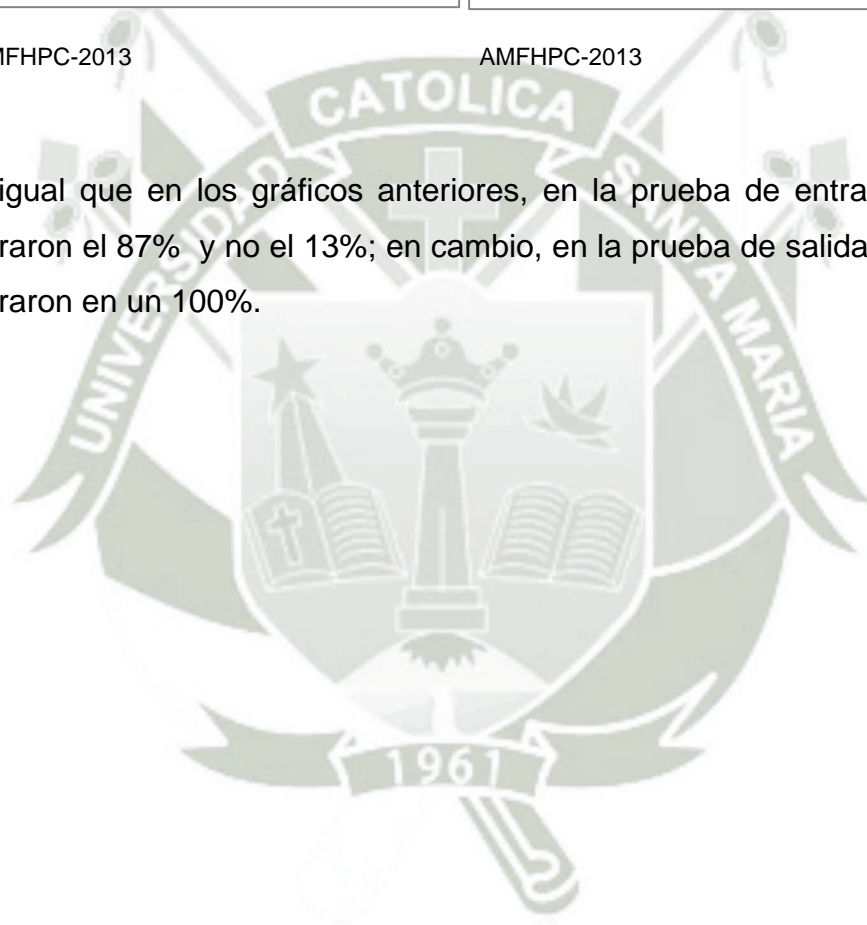 MFHPC-2013 AMFHPC-2013
CATOLICA
UNIVERSIDAD
SANTA MARIA
igual que en los gráficos anteriores, en la prueba de entra
raron el 87% y no el 13%; en cambio, en la prueba de salida
raron en un 100%.
1961